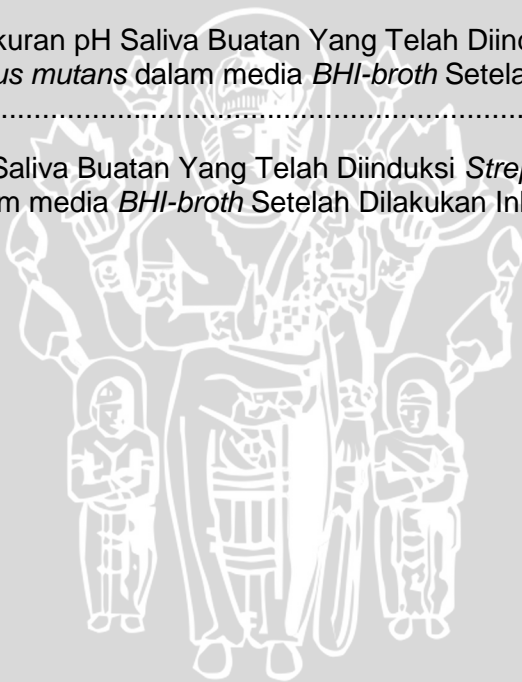 kuran pH Saliva Buatan Yang Telah Diind
us mutans dalam media BHI-broth Setela
................................................................................
Saliva Buatan Yang Telah Diinduksi Strep
m media BHI-broth Setelah Dilakukan Inl